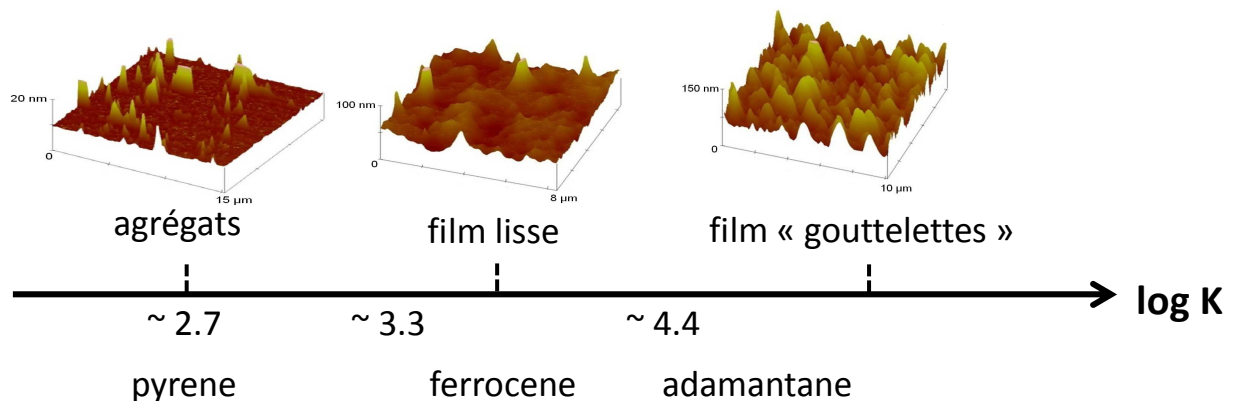 20 nm
0
15 µm
100 nm
0
8 µm
150 nm
0
10 µm
agrégats
film lisse
film « gouttelettes »
log K
~ 2.7
~ 3.3
~ 4.4
pyrene
ferrocene
adamantane